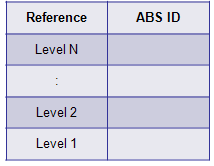 Reference ABS ID
Level N
:
Level 2
Level 1